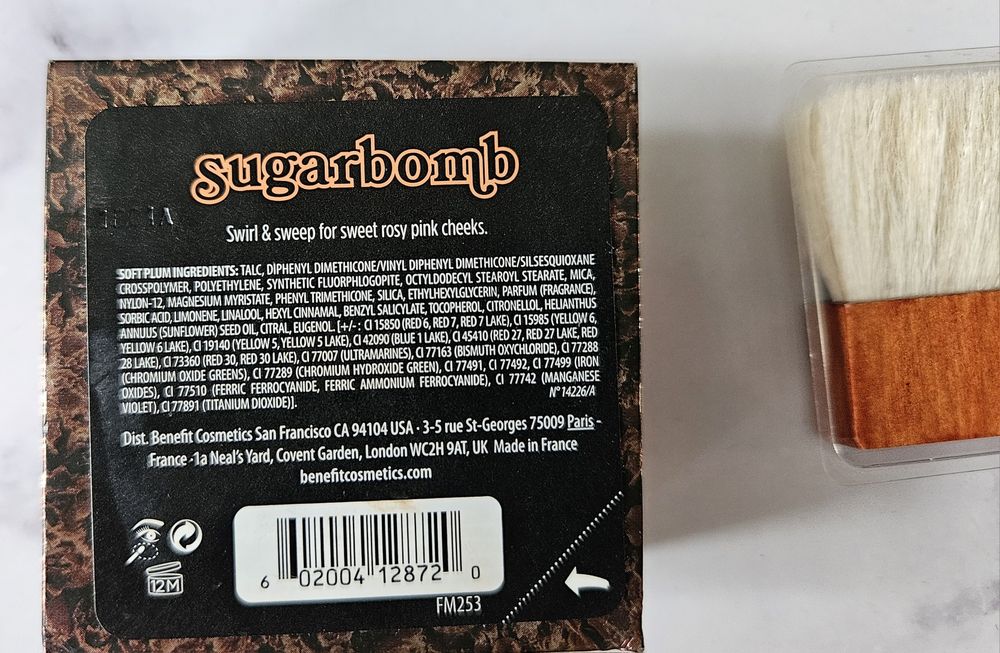 sugarbomb
Swirl & sweep for sweet rosy pink cheeks.
SOFT PLUM INGREDIENTS: TALC, DIPHENYL DIMETHICONE/VINYL DIPHENYL DIMETHICONE/SILSESQUIOXANE
CROSSPOLYMER, POLYETHYLENE, SYNTHETIC FLUORPHLOGOPITE, OCTYLDODECYL STEAROYL STEARATE, MICA,
NYLON-12, MAGNESIUM MYRISTATE, PHENYL TRIMETHICONE, SILICA, ETHYLHEXYLGLYCERIN, PARFUM (FRAGRANCE),
SORBIC ACID, LIMONENE, LINALOOL, HEXYL CINNAMAL, BENZYL SALICYLATE, TOCOPHEROL, CITRONELLOL, HELIANTHUS
ANNUUS (SUNFLOWER) SEED OIL, CITRAL, EUGENOL. [+/-: CI 15850 (RED 6, RED 7, RED 7 LAKE), CI 15985 (YELLOW 6,
YELLOW 6 LAKE), CI 19140 (YELLOW 5, YELLOW 5 LAKE), CI 42090 (BLUE 1 LAKE), CI 45410 (RED 27, RED 27 LAKE, RED
28 LAKE), CI 73360 (RED 30, RED 30 LAKE), CI 77007 (ULTRAMARINES), CI 77163 (BISMUTH OXYCHLORIDE), CI 77288
(CHROMIUM OXIDE GREENS), CI 77289 (CHROMIUM HYDROXIDE GREEN), CI 77491, CI 77492, CI 77499 (IRON
OXIDES), CI 77510 (FERRIC FERROCYANIDE, FERRIC AMMONIUM FERROCYANIDE), CI 77742 (MANGANESE
VIOLET), CI 77891 (TITANIUM DIOXIDE)]. N° 14226/A
Dist. Benefit Cosmetics San Francisco CA 94104 USA · 3-5 rue St-Georges 75009 Paris -
France -1a Neal's Yard, Covent Garden, London WC2H 9AT, UK Made in France
benefitcosmetics.com
12M
6 02004 12872 0
FM253